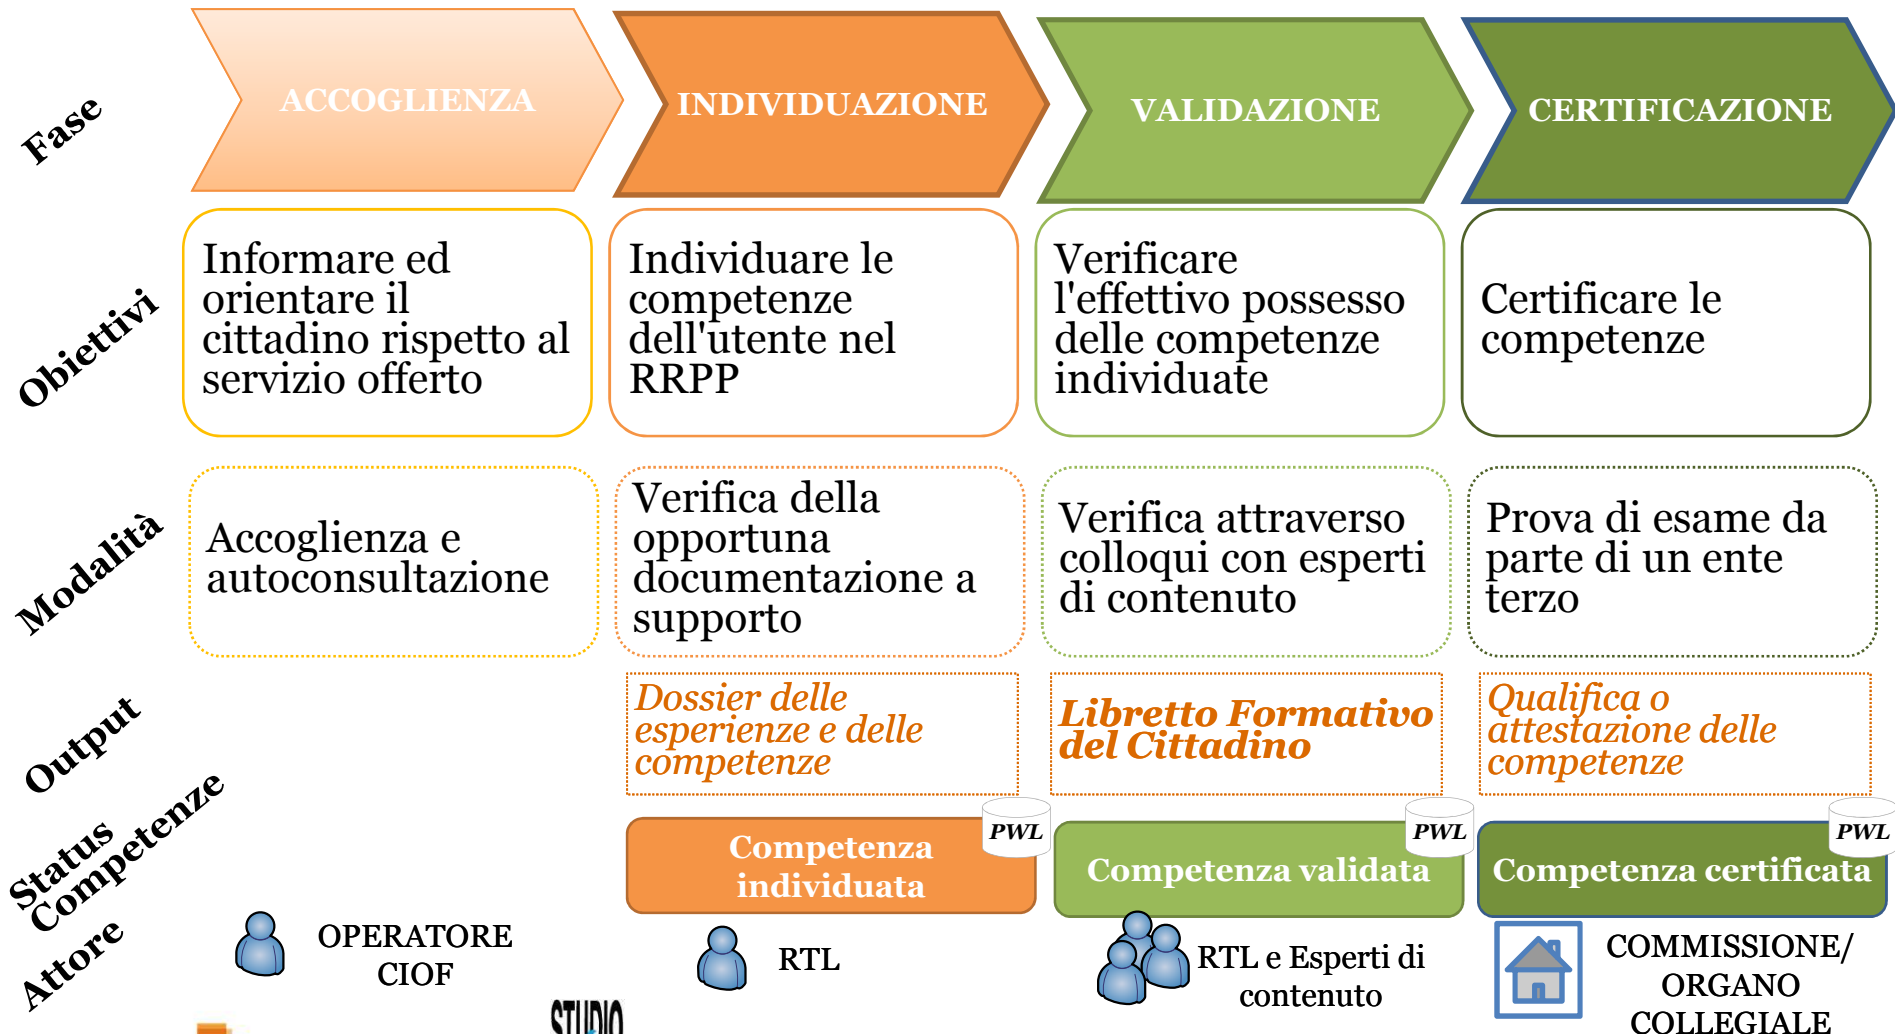 Fase
ACCOGLIENZA
INDIVIDUAZIONE
VALIDAZIONE
CERTIFICAZIONE
Obiettivi
Informare ed
orientare il
cittadino rispetto al
servizio offerto
Individuare le
competenze
dell'utente nel
RRPP
Verificare
l'effettivo possesso
delle competenze
individuate
Certificare le
competenze
Modalità
Accoglienza e
autoconsultazione
Verifica della
opportuna
documentazione a
supporto
Verifica attraverso
colloqui con esperti
di contenuto
Prova di esame da
parte di un ente
terzo
Output
Dossier delle
esperienze e delle
competenze
Libretto Formativo
del Cittadino
Qualifica o
attestazione delle
competenze
Status
Competenze
Competenza
individuata
PWL
Competenza validata
PWL
Competenza certificata
PWL
Attore
OPERATORE
CIOF
RTL
RTL e Esperti di
contenuto
COMMISSIONE/
ORGANO
COLLEGIALE
STUDIO